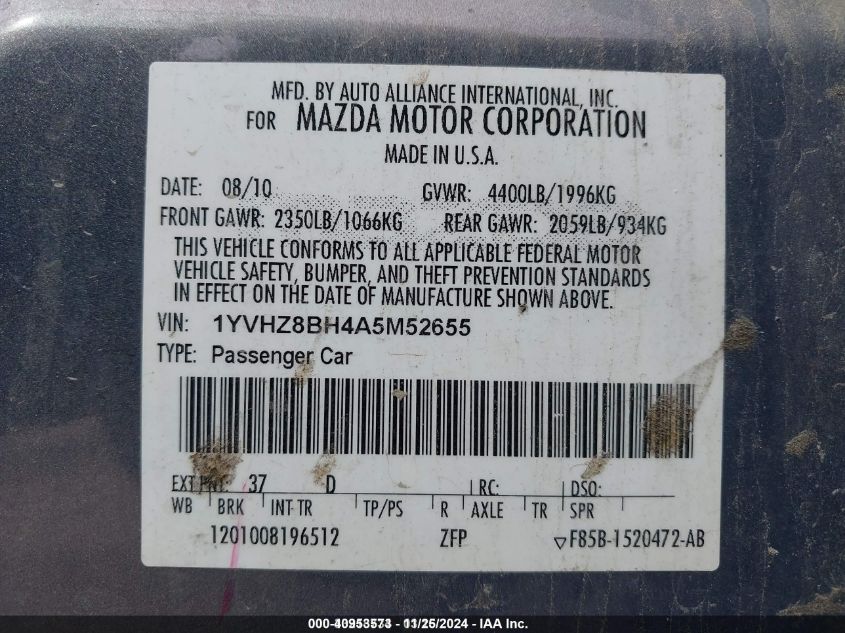 MFD. BY AUTO ALLIANCE INTERNATIONAL, INC.
FOR MAZDA MOTOR CORPORATION
MADE IN U.S.A.
DATE: 08/10 GVWR: 4400LB/1996KG
FRONT GAWR: 2350LB/1066KG REAR GAWR: 2059LB/934KG
THIS VEHICLE CONFORMS TO ALL APPLICABLE FEDERAL MOTOR
VEHICLE SAFETY, BUMPER, AND THEFT PREVENTION STANDARDS
IN EFFECT ON THE DATE OF MANUFACTURE SHOWN ABOVE.
VIN: 1YVHZ8BH4A5M52655
TYPE: Passenger Car
EXT PNT: 37 D RC: DSO:
WB BRK INT TR TP/PS R AXLE TR SPR
1201008196512 ZFP ▽F85B-1520472-AB
- IAA Inc.